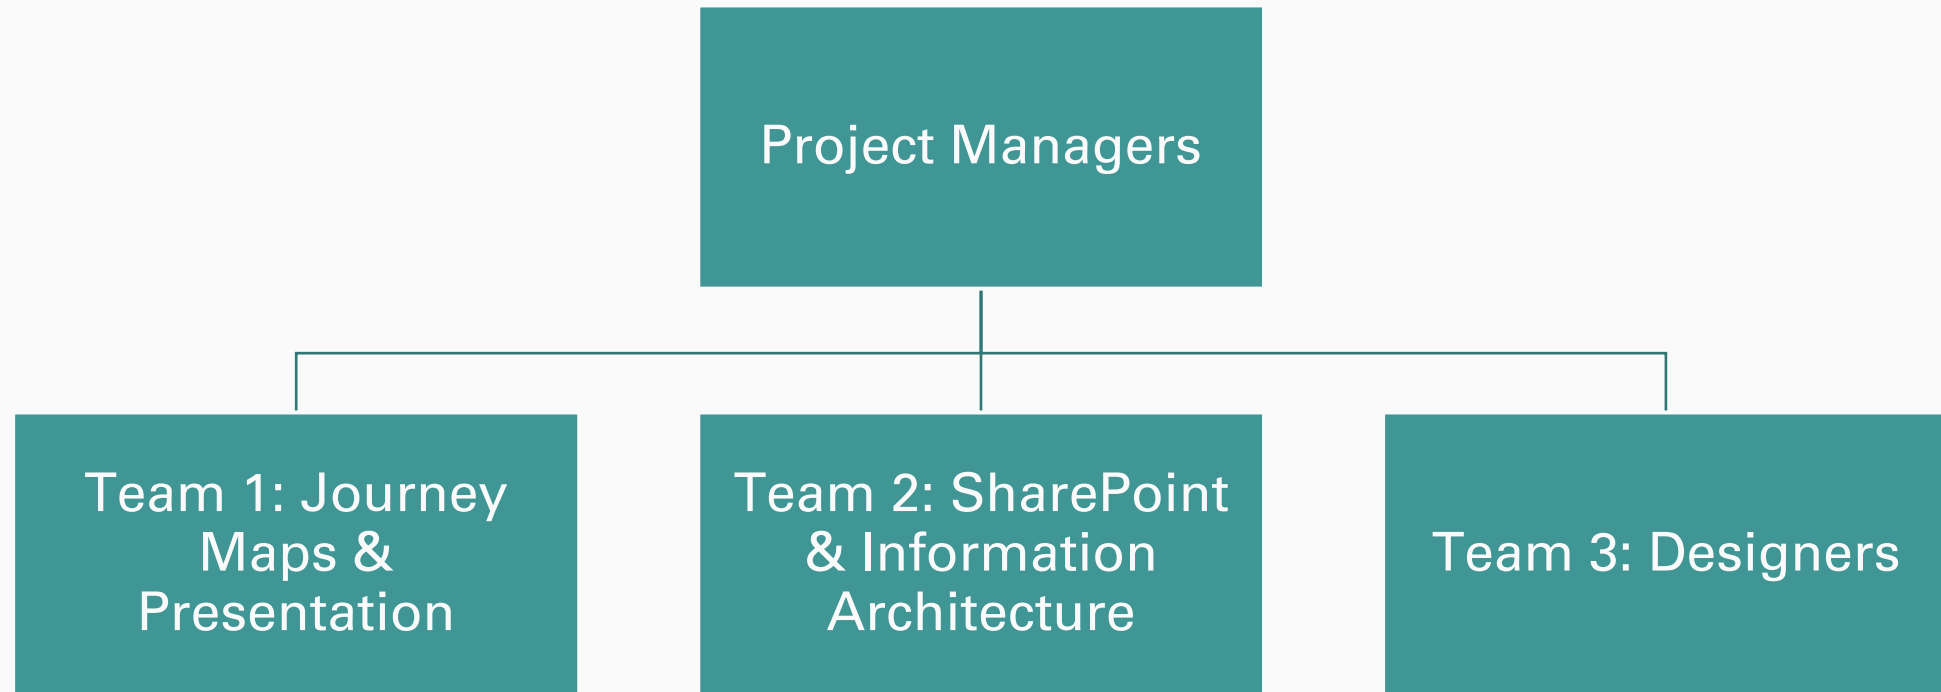 Project Managers
Team 1: Journey
Maps &
Presentation
Team 2: SharePoint
& Information
Architecture
Team 3: Designers